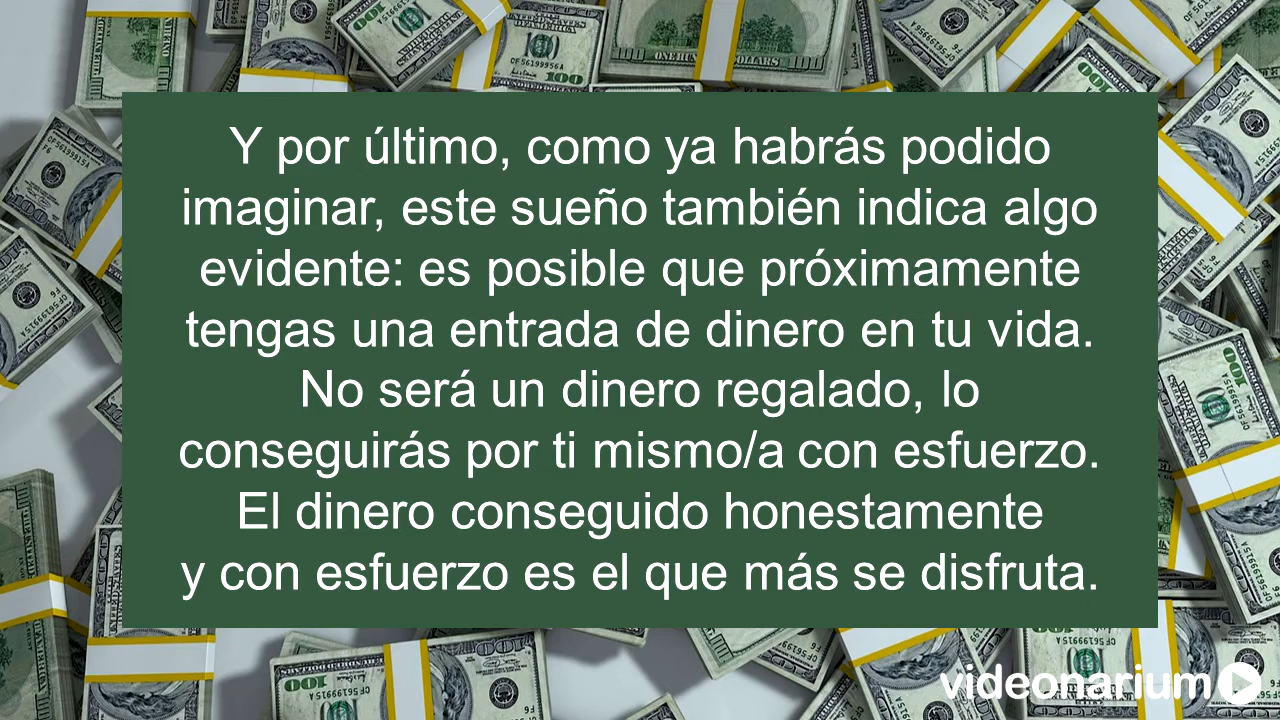 Y por último, como ya habrás podido
imaginar, este sueño también indica algo
evidente: es posible que próximamente
tengas una entrada de dinero en tu vida.
No será un dinero regalado, lo
conseguirás por ti mismo/a con esfuerzo.
El dinero conseguido honestamente
y con esfuerzo es el que más se disfruta.
videonarium